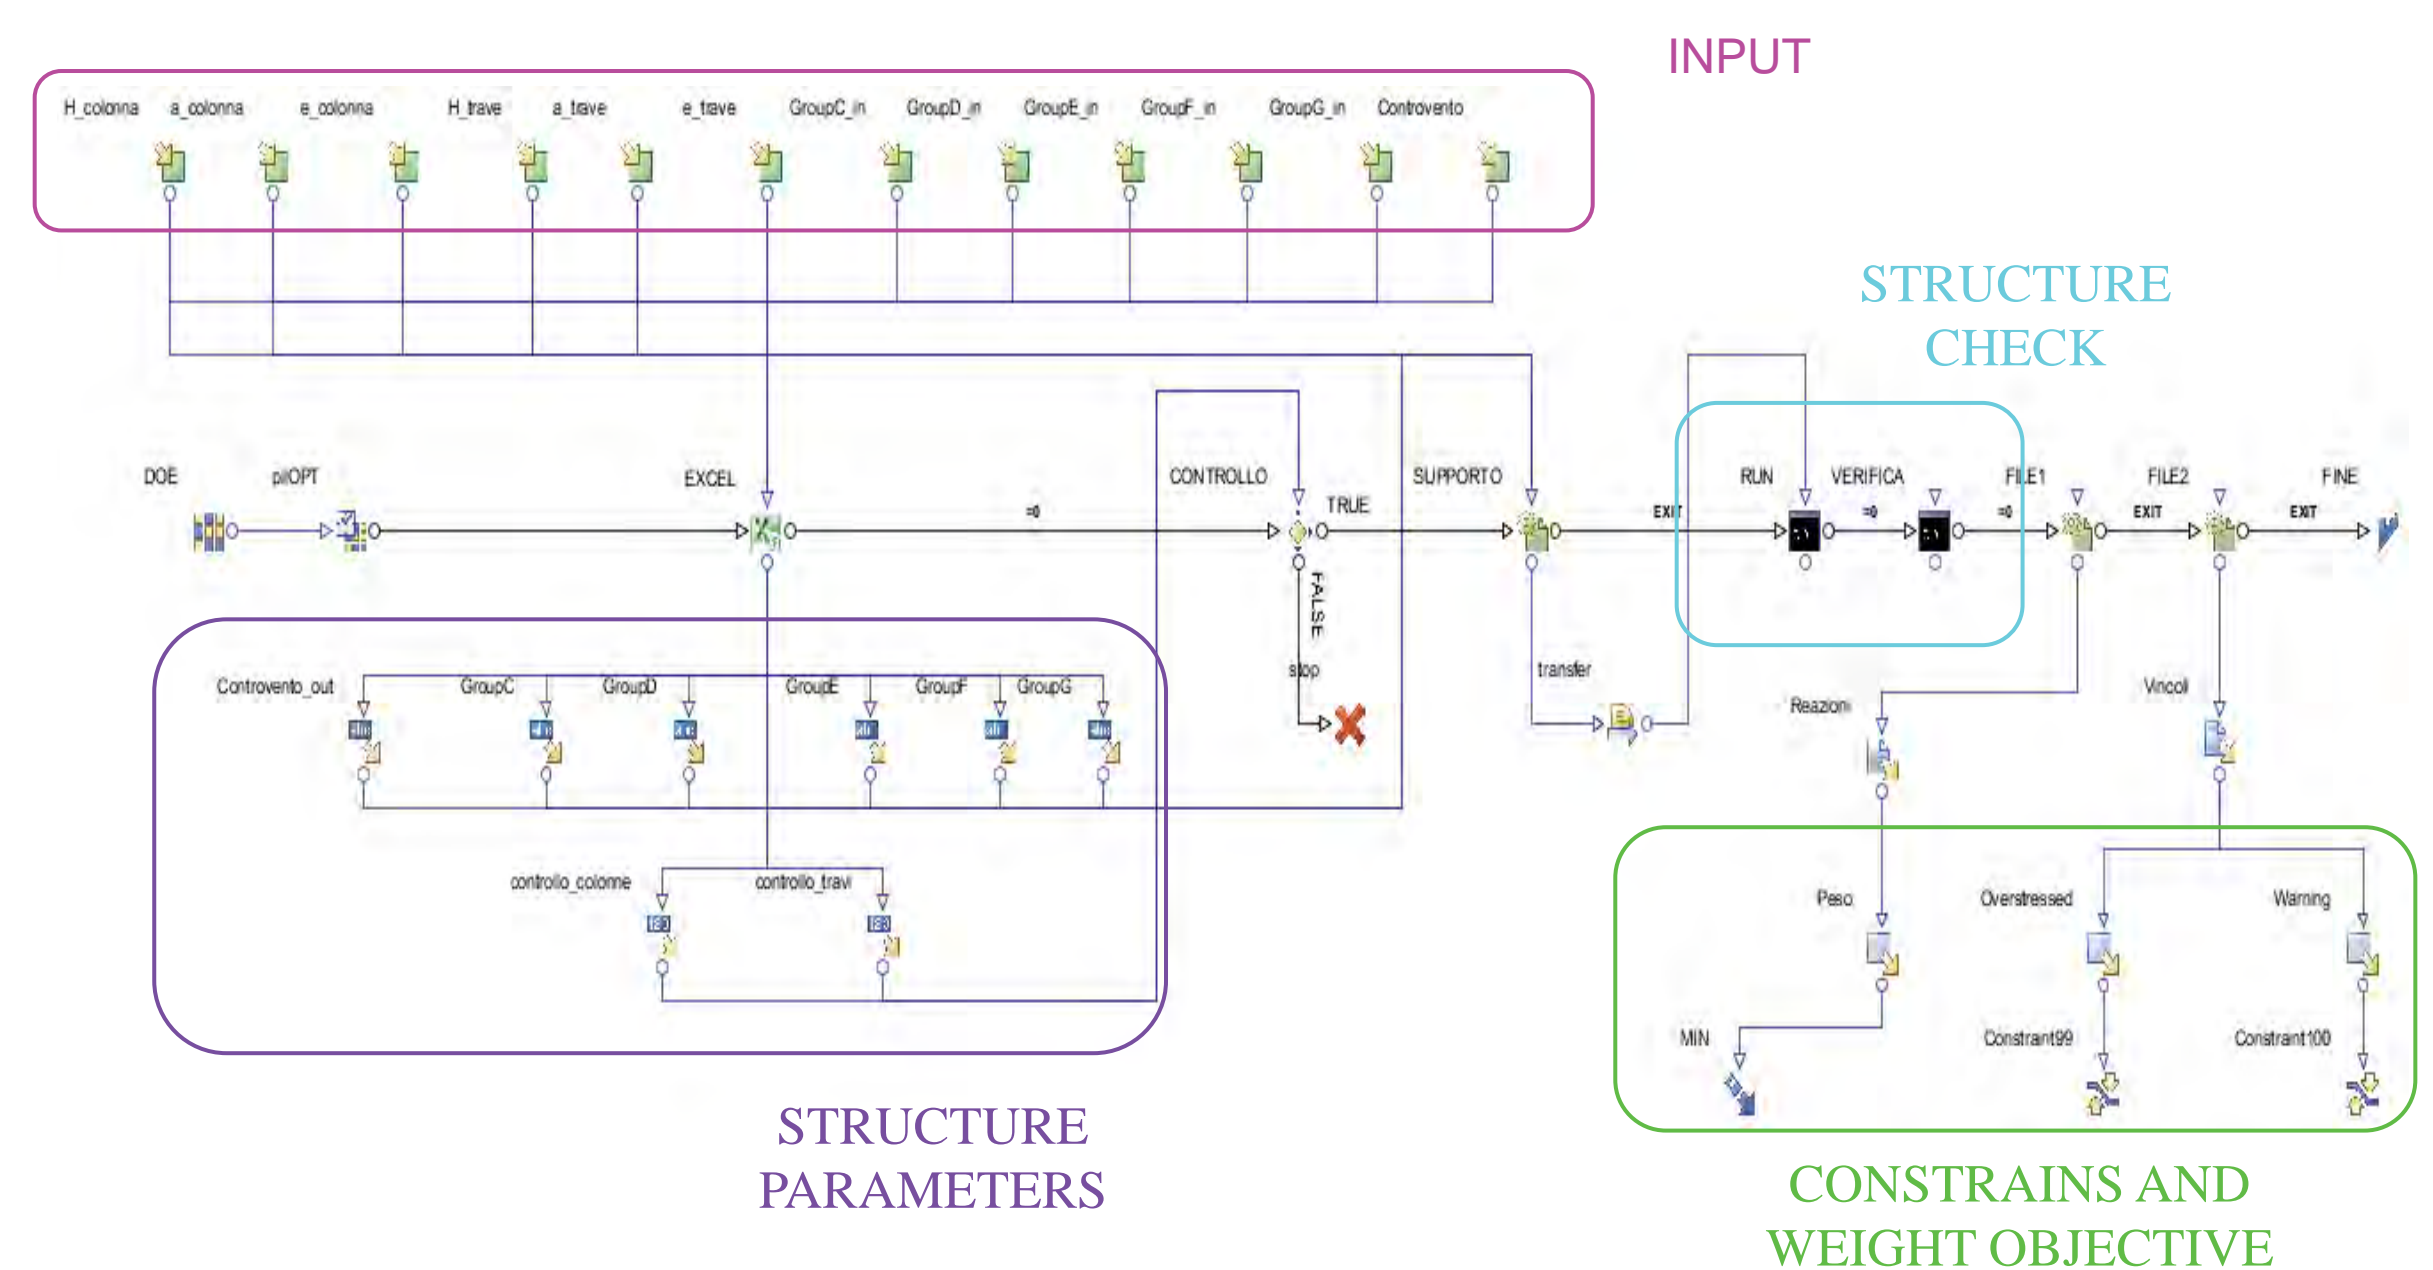 INPUT
H_colonna a_colonna e_colonna H_trave a_trave e_trave GroupC_in GroupD_in GroupE_in GroupF_in GroupG_in Controvento
STRUCTURE
CHECK
DOE pilOPT EXCEL CONTROLLO SUPPORTO RUN VERIFICA FILE1 FILE2 FINE
=0 TRUE EXIT =0 =0 EXIT EXIT
FALSE
stop
transfer
Controvento_out GroupC GroupD GroupE GroupF GroupG
Reazioni
Vincoli
controllo_colonne controllo_travi
Peso Overstressed Warning
MIN Constraint99 Constraint100
STRUCTURE
PARAMETERS
CONSTRAINS AND
WEIGHT OBJECTIVE